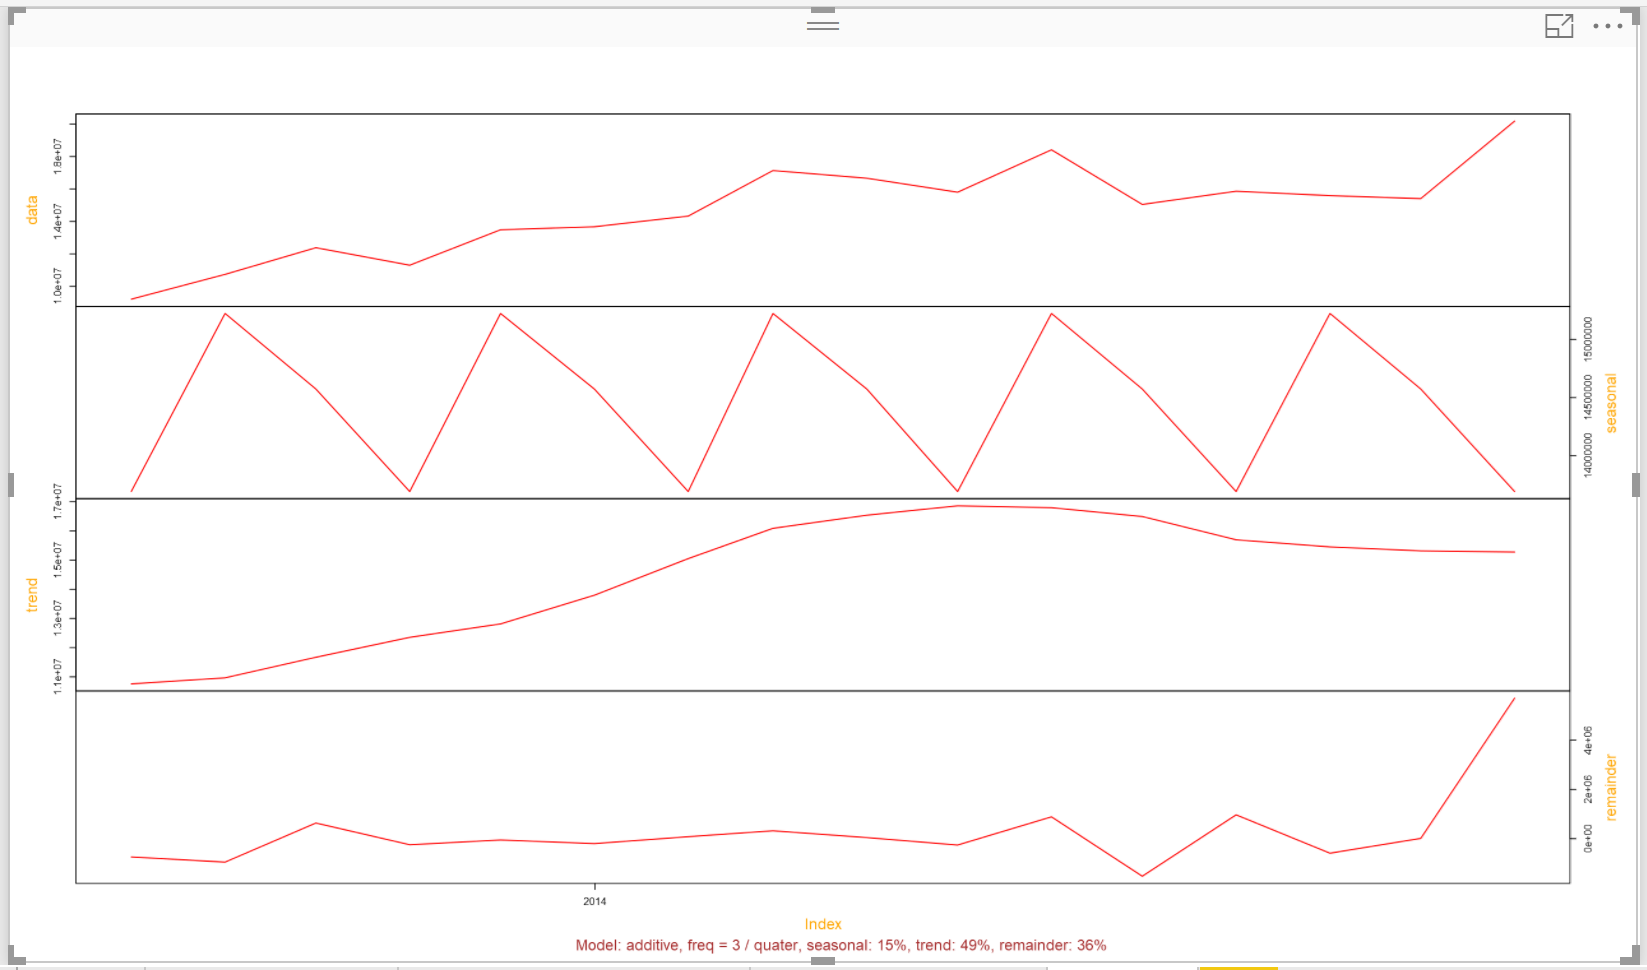 data
1.0e+07
1.4e+07
1.8e+07
14000000
14500000
15000000
seasonal
trend
1.1e+07
1.3e+07
1.5e+07
1.7e+07
0e+00
2e+06
4e+06
remainder
2014
Index
Model: additive, freq = 3 / quater, seasonal: 15%, trend: 49%, remainder: 36%